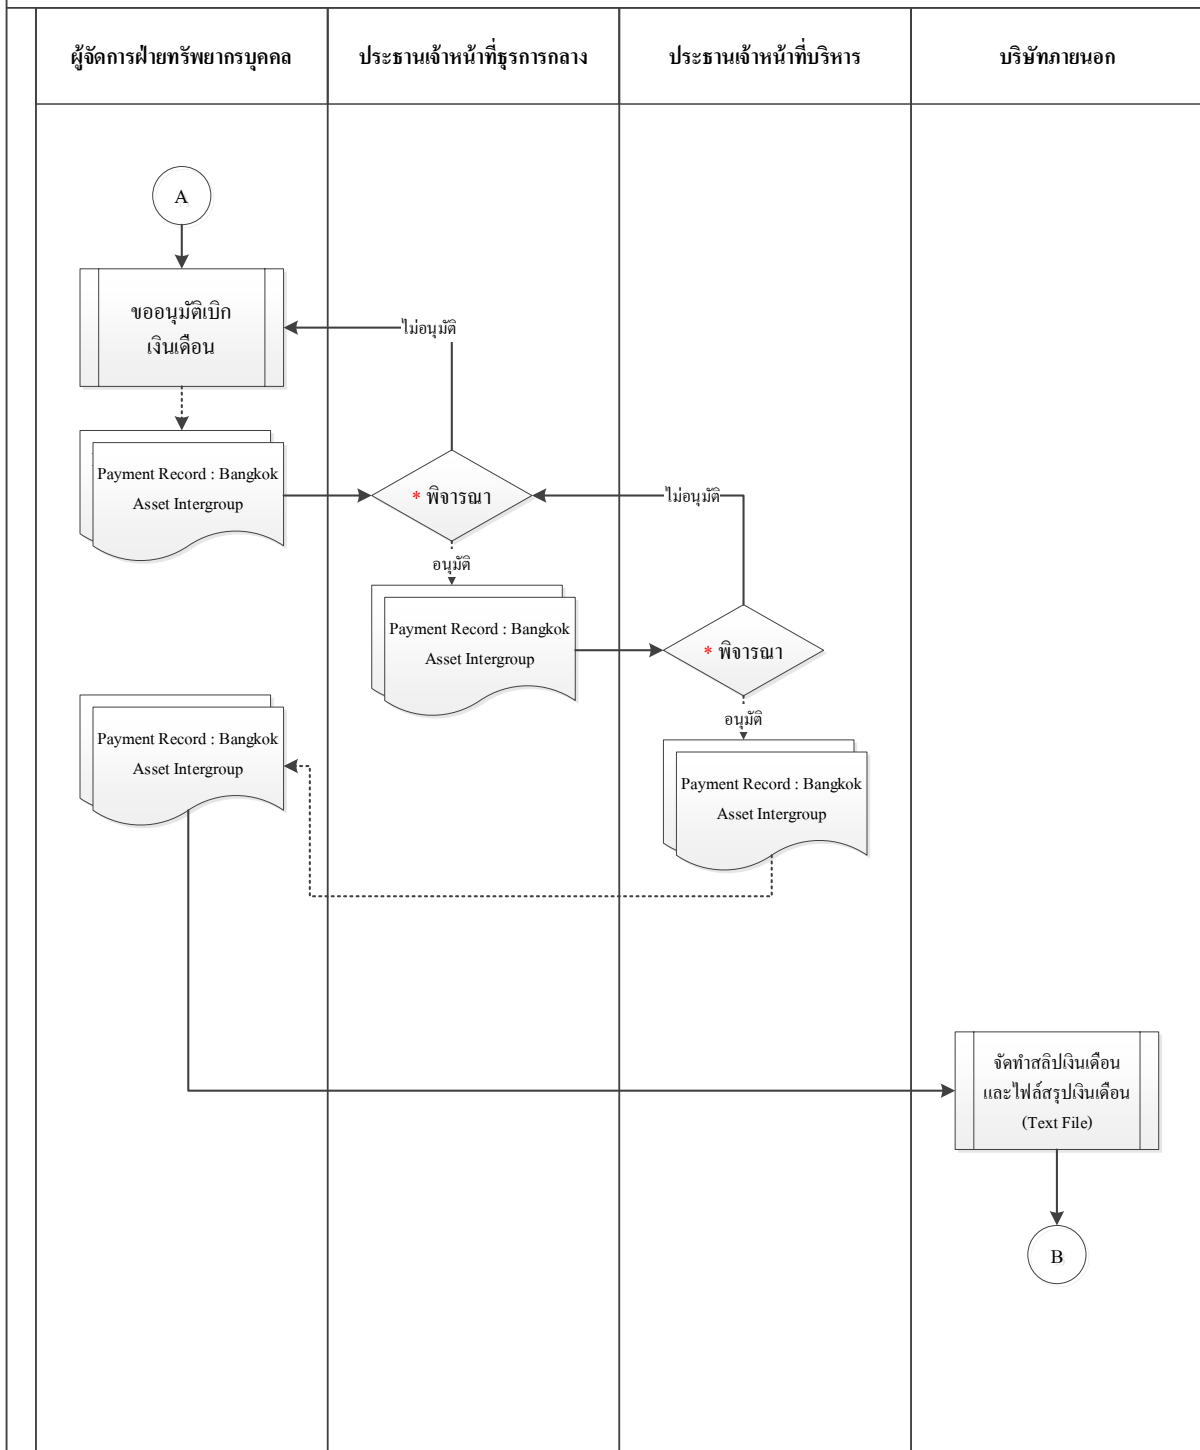 ผู้จัดการฝ่ายทรัพยากรบุคคล
ประธานเจ้าหน้าที่ธุรการกลาง
ประธานเจ้าหน้าที่บริหาร
บริษัทภายนอก
A
ขออนุมัติเบิก
เงินเดือน
ไม่อนุมัติ
Payment Record : Bangkok
Asset Intergroup
* พิจารณา
ไม่อนุมัติ
อนุมัติ
Payment Record : Bangkok
Asset Intergroup
* พิจารณา
อนุมัติ
Payment Record : Bangkok
Asset Intergroup
Payment Record : Bangkok
Asset Intergroup
จัดทำสลิปเงินเดือน
และไฟล์สรุปเงินเดือน
(Text File)
B